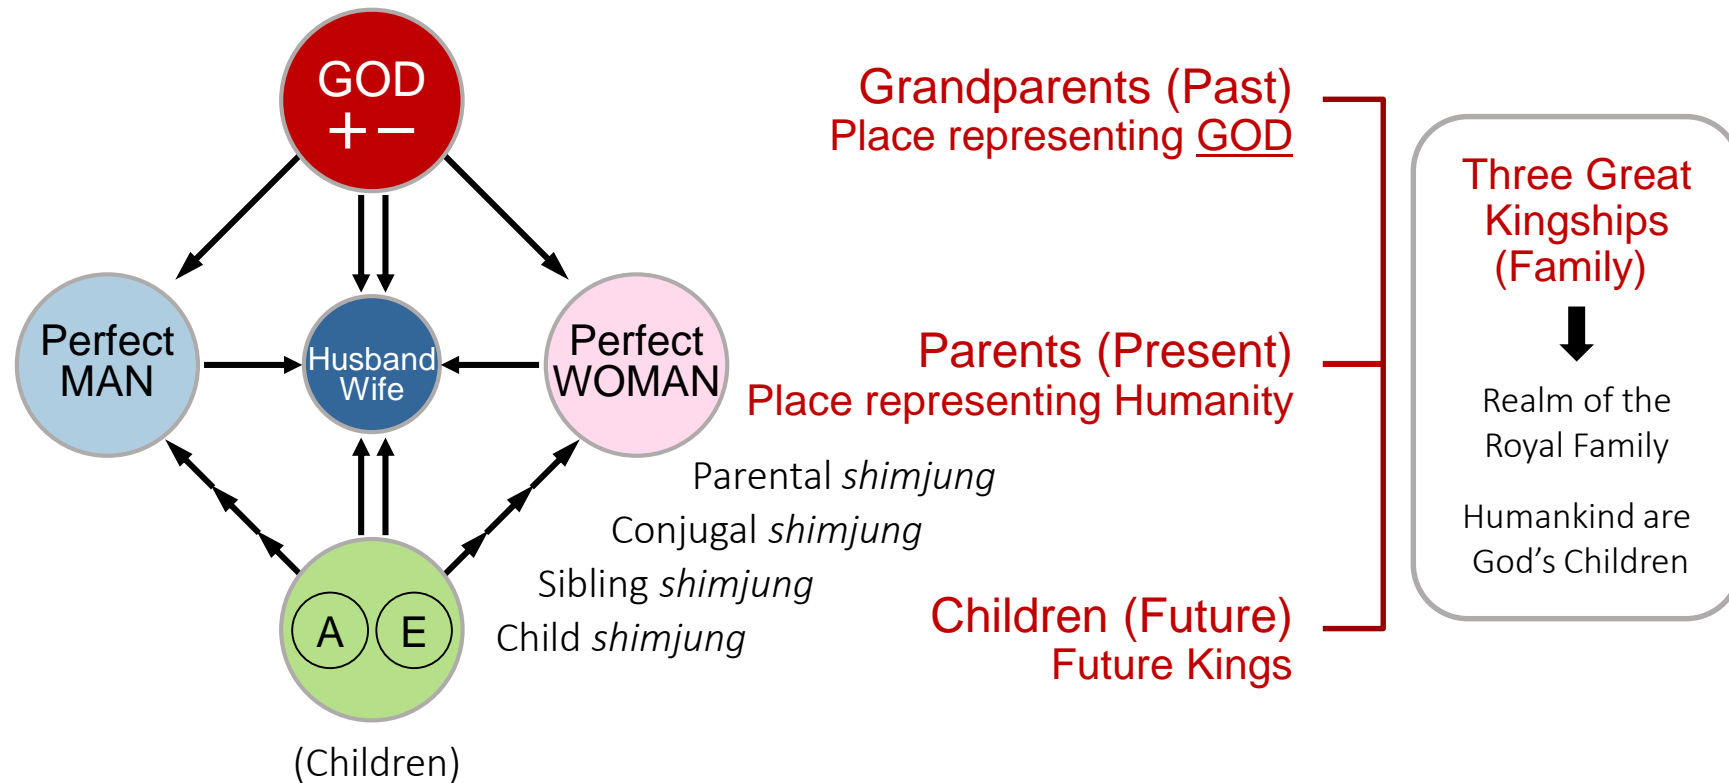 GOD
+ −
Perfect
MAN
Husband
Wife
Perfect
WOMAN
A E
(Children)
Parental shimjung
Conjugal shimjung
Sibling shimjung
Child shimjung
Grandparents (Past)
Place representing GOD
Parents (Present)
Place representing Humanity
Children (Future)
Future Kings
Three Great
Kingships
(Family)
Realm of the
Royal Family
Humankind are
God’s Children